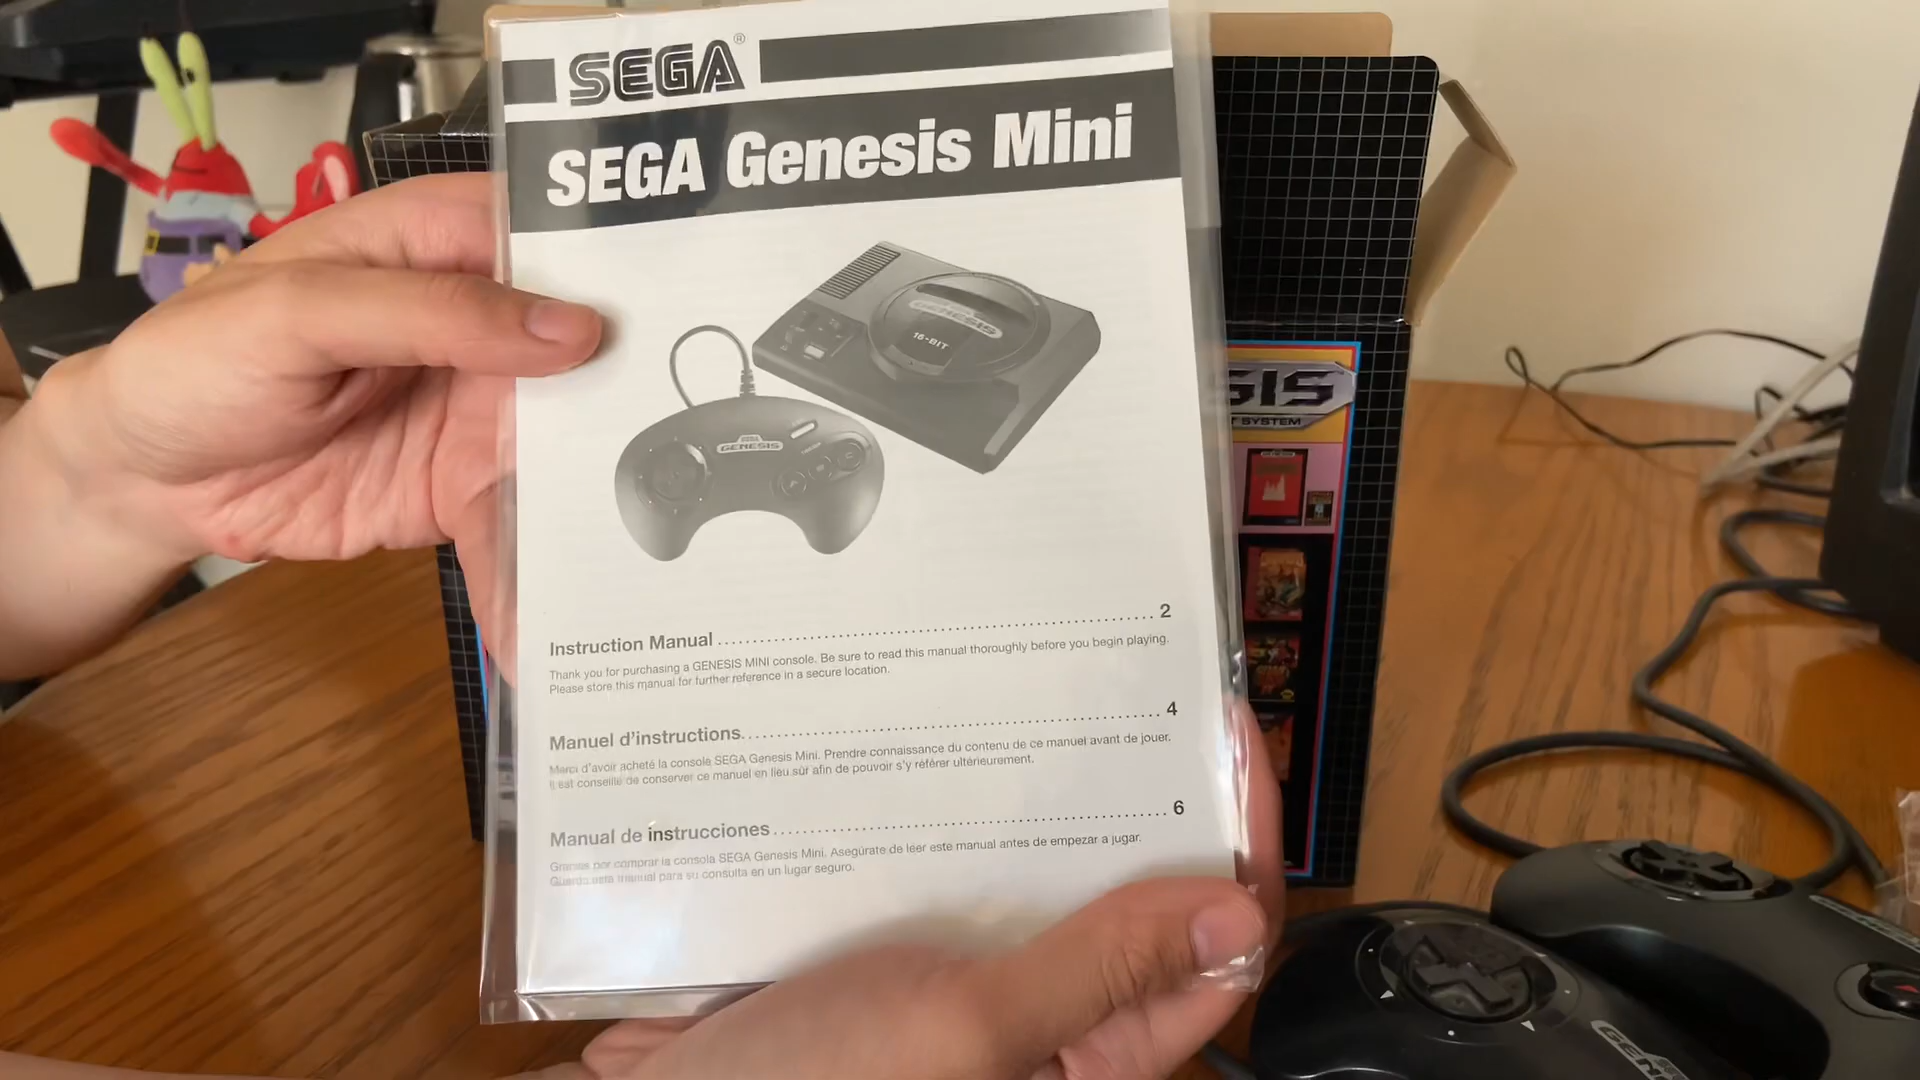 SEGA®
SEGA Genesis Mini
GENESIS
16-BIT
SEGA
GENESIS
SIS
T SYSTEM
Instruction Manual 2
Thank you for purchasing a GENESIS MINI console. Be sure to read this manual thoroughly before you begin playing.
Please store this manual for further reference in a secure location.
Manuel d'instructions 4
Merci d'avoir acheté la console SEGA Genesis Mini. Prendre connaissance du contenu de ce manuel avant de jouer.
Il est conseillé de conserver ce manuel en lieu sûr afin de pouvoir s'y référer ultérieurement.
Manual de instrucciones 6
Gracias por comprar la consola SEGA Genesis Mini. Asegúrate de leer este manual antes de empezar a jugar.
Guarda este manual para su consulta en un lugar seguro.
GEN